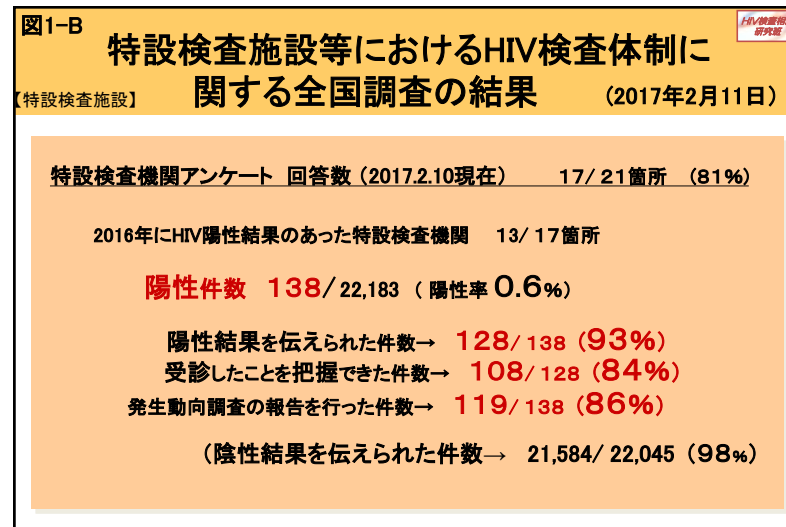 図1-B
HIV検査相
研究班
特設検査施設等におけるHIV検査体制に
【特設検査施設】 関する全国調査の結果 （2017年2月11日）
特設検査機関アンケート 回答数 （2017.2.10現在） 17/ 21箇所 （81%）
2016年にHIV陽性結果のあった特設検査機関 13/ 17箇所
陽性件数 138/ 22,183 （ 陽性率 0.6%）
陽性結果を伝えられた件数→ 128/ 138（93%）
受診したことを把握できた件数→ 108/ 128（84%）
発生動向調査の報告を行った件数→ 119/ 138（86%）
（陰性結果を伝えられた件数→ 21,584/ 22,045（98%）